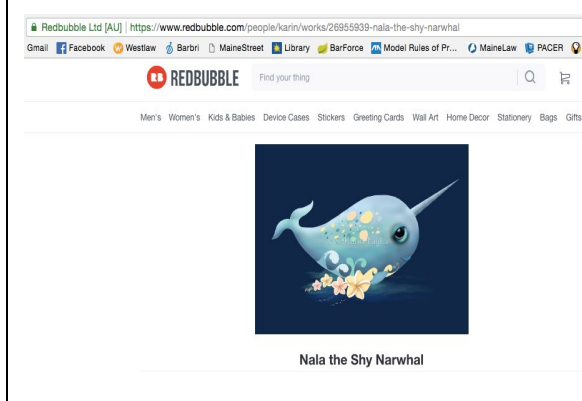 Redbubble Ltd [AU] | https://www.redbubble.com/people/karin/works/26955939-nala-the-shy-narwhal
Gmail Facebook Westlaw Barbri MaineStreet Library BarForce Model Rules of Pr... MaineLaw PACER
RB REDBUBBLE Find your thing
Men's Women's Kids & Babies Device Cases Stickers Greeting Cards Wall Art Home Decor Stationery Bags Gifts
Nala the Shy Narwhal